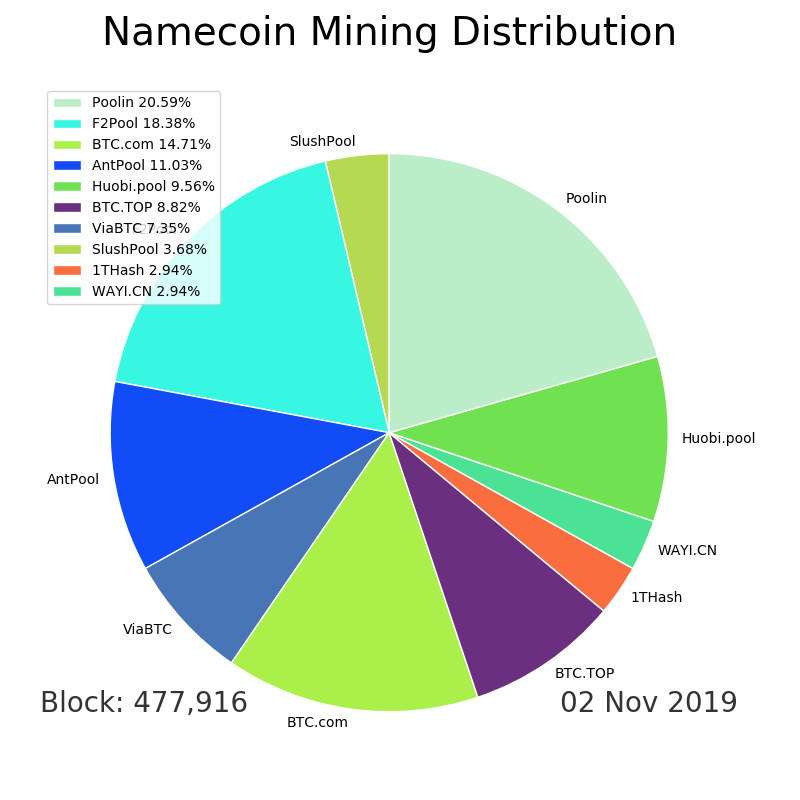 Namecoin Mining Distribution
Poolin 20.59%
F2Pool 18.38%
BTC.com 14.71%
AntPool 11.03%
Huobi.pool 9.56%
BTC.TOP 8.82%
ViaBTC 7.35%
SlushPool 3.68%
1THash 2.94%
WAYI.CN 2.94%
SlushPool
Poolin
Huobi.pool
AntPool
WAYI.CN
1THash
ViaBTC
BTC.TOP
Block: 477,916
02 Nov 2019
BTC.com